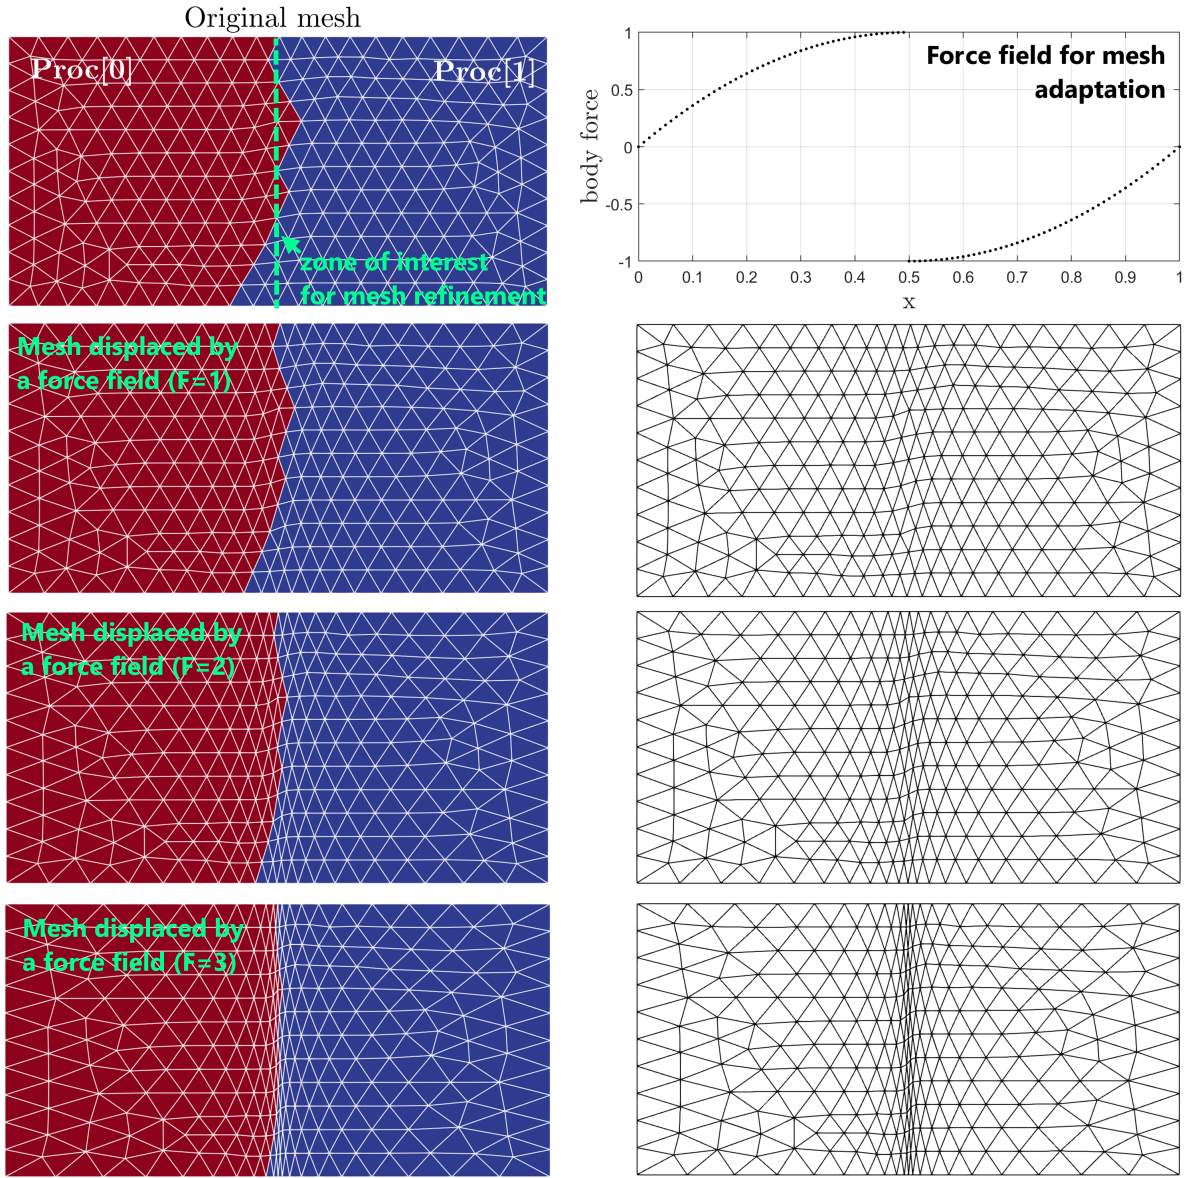 Original mesh
Proc[0]
Proc[1]
zone of interest
for mesh refinement
Force field for mesh
adaptation
body force
1
0.5
0
-0.5
-1
0 0.1 0.2 0.3 0.4 0.5 0.6 0.7 0.8 0.9 1
x
Mesh displaced by
a force field (F=1)
Mesh displaced by
a force field (F=2)
Mesh displaced by
a force field (F=3)